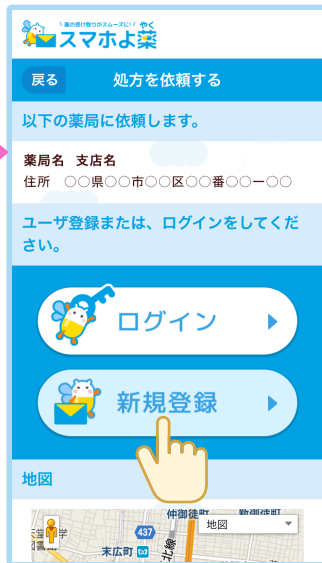 薬の受け取りがスムーズに! やく
スマホよ薬
戻る 処方を依頼する
以下の薬局に依頼します。
薬局名 支店名
住所 ○○県○○市○○区○○番○○ー○○
ユーザ登録または、ログインをしてくだ
さい。
ログイン
新規登録
地図
仲御徒町
地図
437
末広町
北線